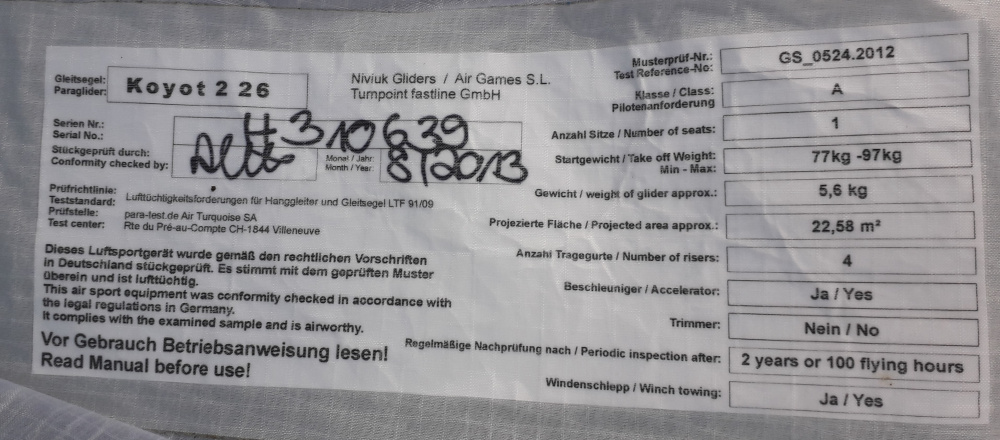 Gleitsegel:
Paraglider:
Koyot 2 26
Niviuk Gliders / Air Games S.L.
Turnpoint fastline GmbH
Serien Nr.:
Serial No.:
H310639
Stückgeprüft durch:
Conformity checked by:
Monat / Jahr:
Month / Year:
8/2013
Prüfrichtlinie:
Teststandard:
Lufttüchtigkeitsforderungen für Hanggleiter und Gleitsegel LTF 91/09
Prüfstelle:
Test center:
para-test.de Air Turquoise SA
Rte du Pré-au-Compte CH-1844 Villeneuve
Dieses Luftsportgerät wurde gemäß den rechtlichen Vorschriften
in Deutschland stückgeprüft. Es stimmt mit dem geprüften Muster
überein und ist lufttüchtig.
This air sport equipment was conformity checked in accordance with
the legal regulations in Germany.
It complies with the examined sample and is airworthy.
Vor Gebrauch Betriebsanweisung lesen!
Read Manual before use!
Musterprüf-Nr.:
Test Reference-No:
GS_0524.2012
Klasse / Class:
Pilotenanforderung
A
Anzahl Sitze / Number of seats:
1
Startgewicht / Take off Weight:
Min - Max:
77kg -97kg
Gewicht / weight of glider approx.:
5,6 kg
Projezierte Fläche / Projected area approx.:
22,58 m²
Anzahl Tragegurte / Number of risers:
4
Beschleuniger / Accelerator:
Ja / Yes
Trimmer:
Nein / No
Regelmäßige Nachprüfung nach / Periodic inspection after:
2 years or 100 flying hours
Windenschlepp / Winch towing:
Ja / Yes